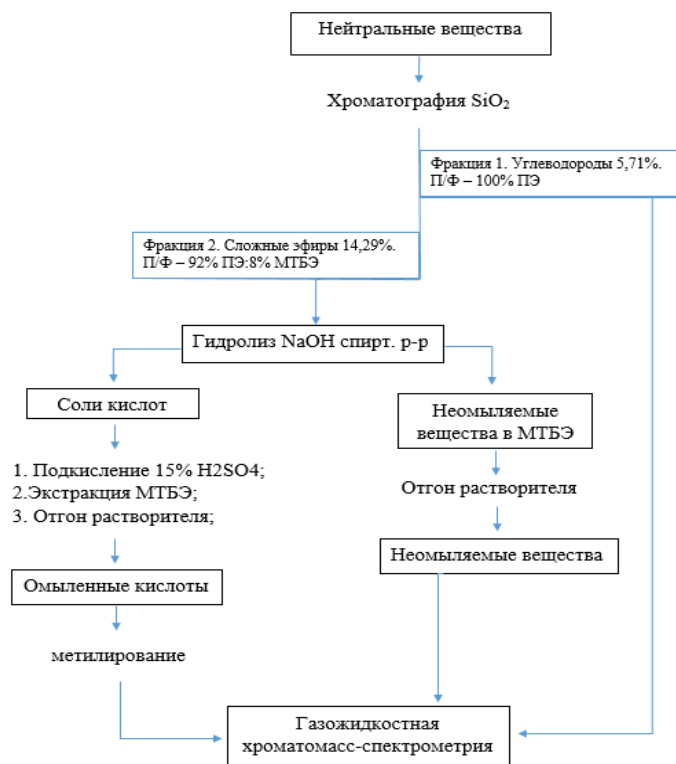 Нейтральные вещества
Хроматография SiO₂
Фракция 1. Углеводороды 5,71%.
П/Ф – 100% ПЭ
Фракция 2. Сложные эфиры 14,29%.
П/Ф – 92% ПЭ:8% МТБЭ
Гидролиз NaOH спирт. р-р
Соли кислот
Неомыляемые
вещества в МТБЭ
1. Подкисление 15% H2SO4;
2.Экстракция МТБЭ;
3. Отгон растворителя;
Отгон растворителя
Неомыляемые вещества
Омыленные кислоты
метилирование
Газожидкостная
хроматомасс-спектрометрия